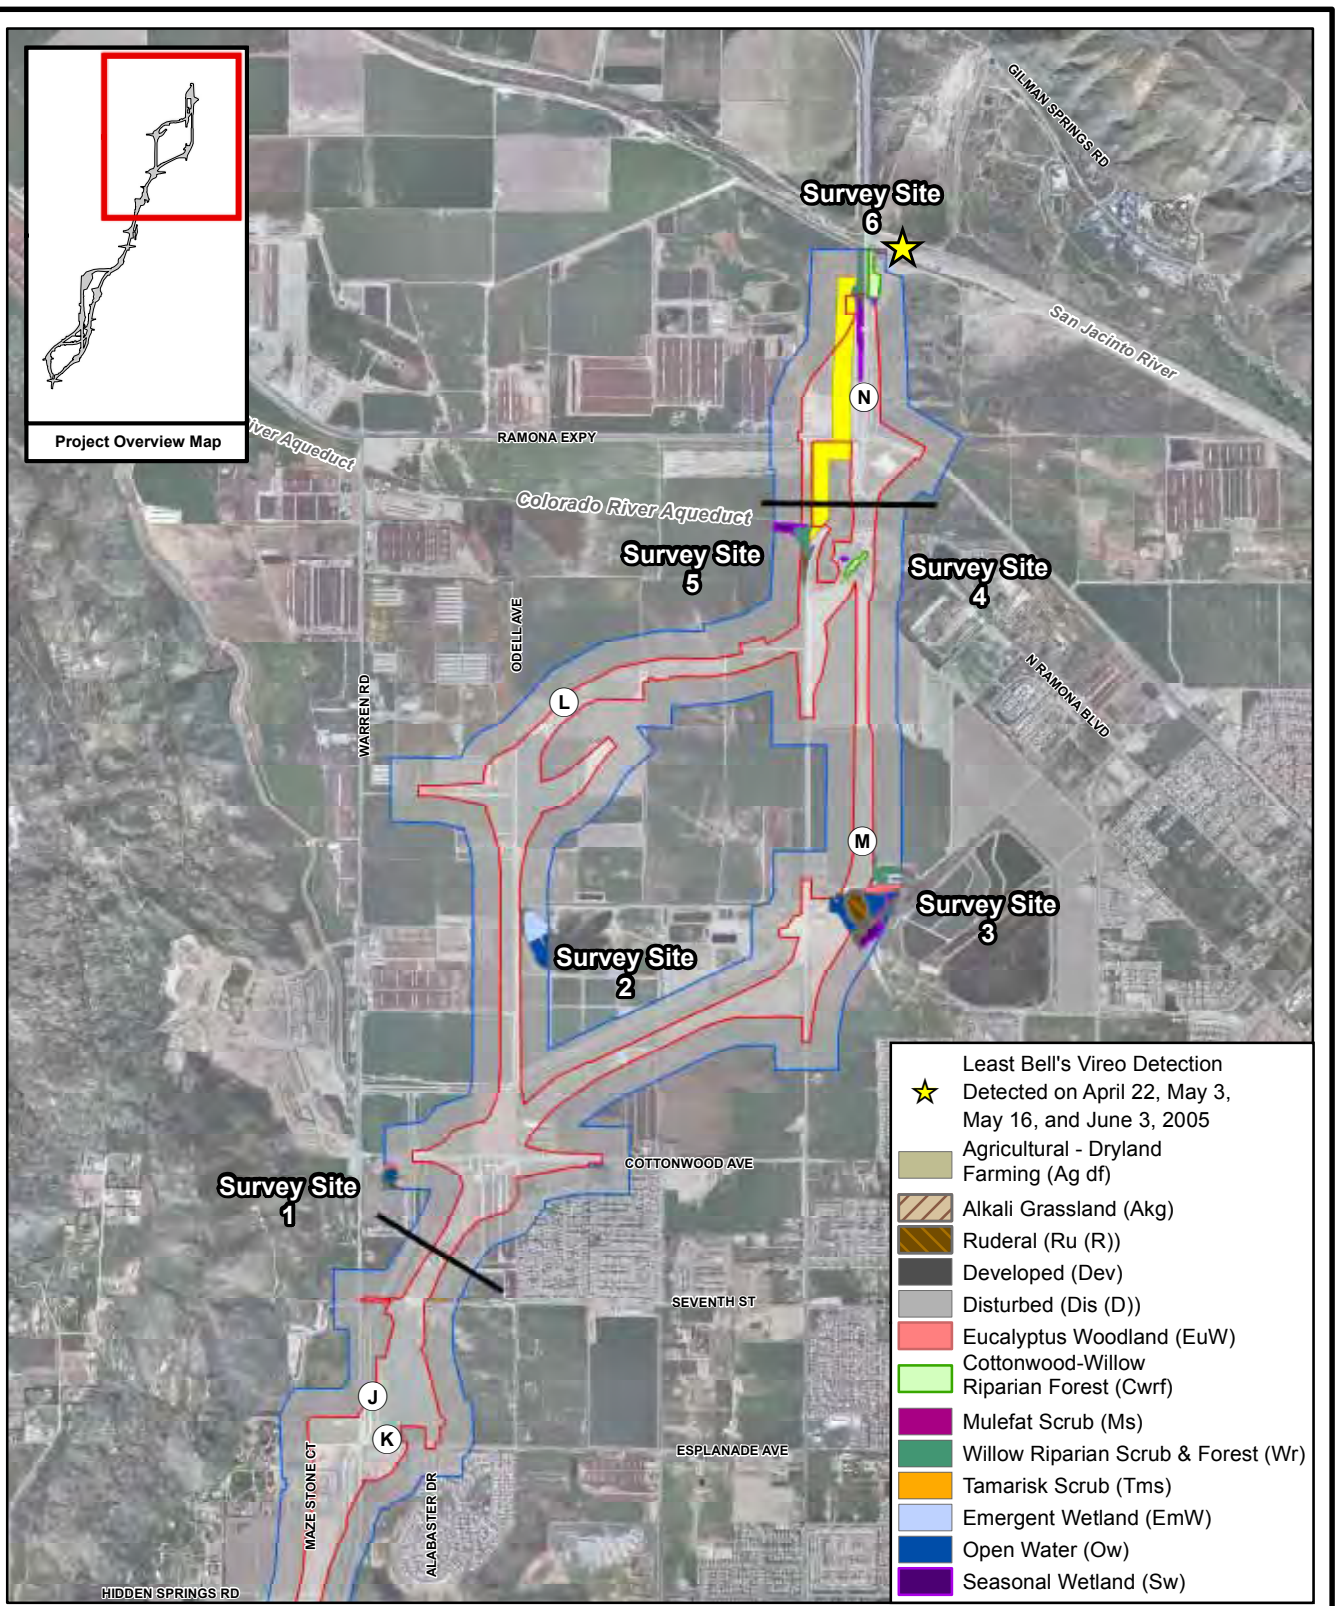 GILMAN SPRINGS RD
Survey Site
6
San Jacinto River
Project Overview Map
River Aqueduct
RAMONA EXPY
N
Colorado River Aqueduct
Survey Site
5
Survey Site
4
ODELL AVE
WARREN RD
N RAMONA BLVD
L
M
Survey Site
3
Survey Site
2
COTTONWOOD AVE
Survey Site
1
SEVENTH ST
J
K
ESPLANADE AVE
MAZE STONE CT
ALABASTER DR
HIDDEN SPRINGS RD
Least Bell's Vireo Detection
Detected on April 22, May 3,
May 16, and June 3, 2005
Agricultural - Dryland
Farming (Ag df)
Alkali Grassland (Akg)
Ruderal (Ru (R))
Developed (Dev)
Disturbed (Dis (D))
Eucalyptus Woodland (EuW)
Cottonwood-Willow
Riparian Forest (Cwrf)
Mulefat Scrub (Ms)
Willow Riparian Scrub & Forest (Wr)
Tamarisk Scrub (Tms)
Emergent Wetland (EmW)
Open Water (Ow)
Seasonal Wetland (Sw)